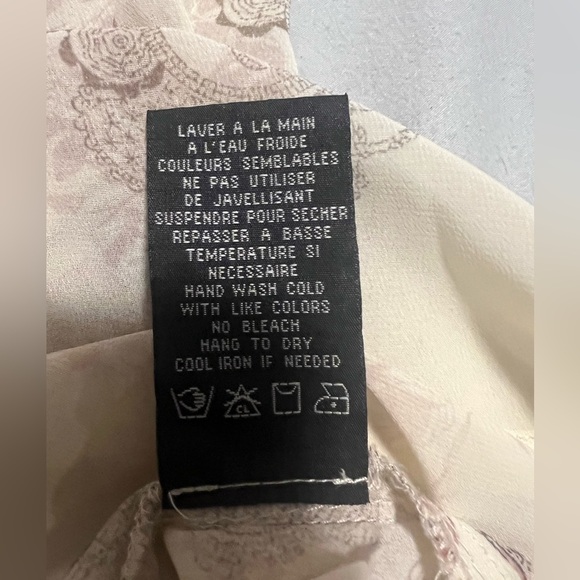 LAVER A LA MAIN
A L'EAU FROIDE
COULEURS SEMBLABLES
NE PAS UTILISER
DE JAVELLISANT
SUSPENDRE POUR SECHER
REPASSER A BASSE
TEMPERATURE SI
NECESSAIRE
HAND WASH COLD
WITH LIKE COLORS
NO BLEACH
HANG TO DRY
COOL IRON IF NEEDED
CL